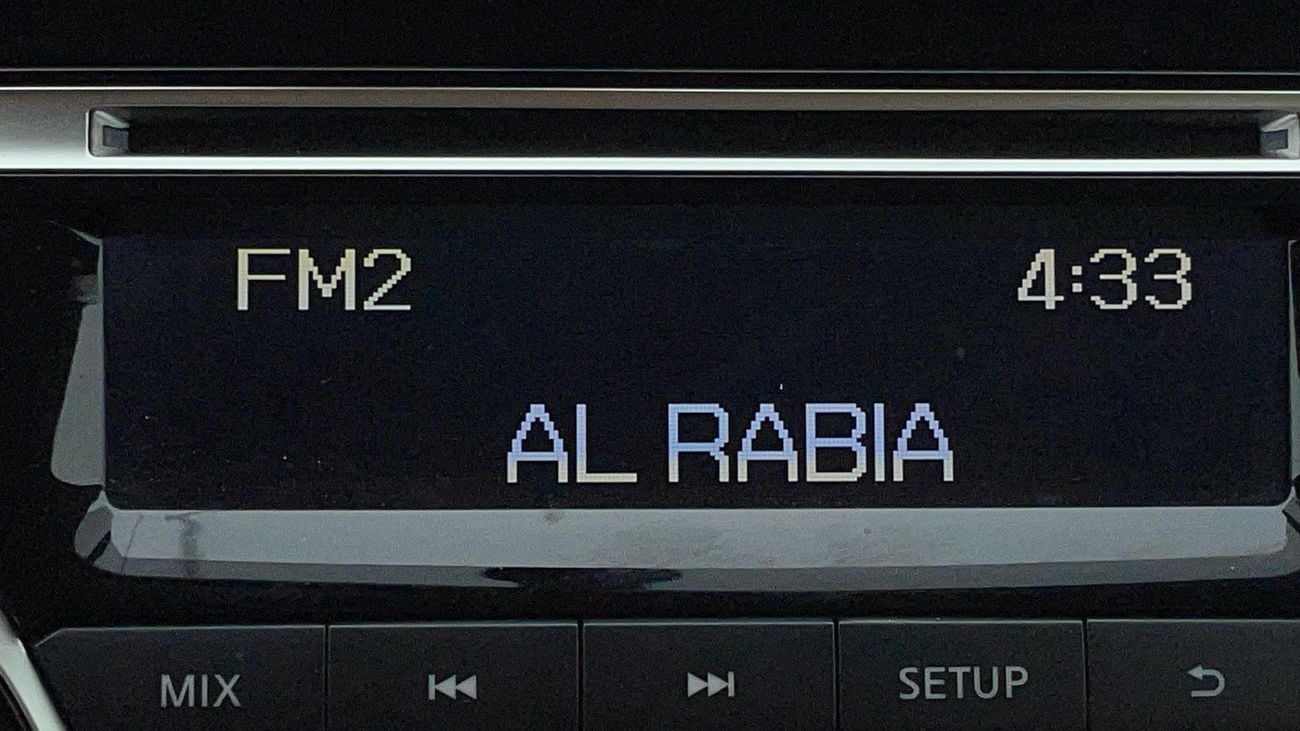 FM2 4:33
AL RABIA
MIX SETUP